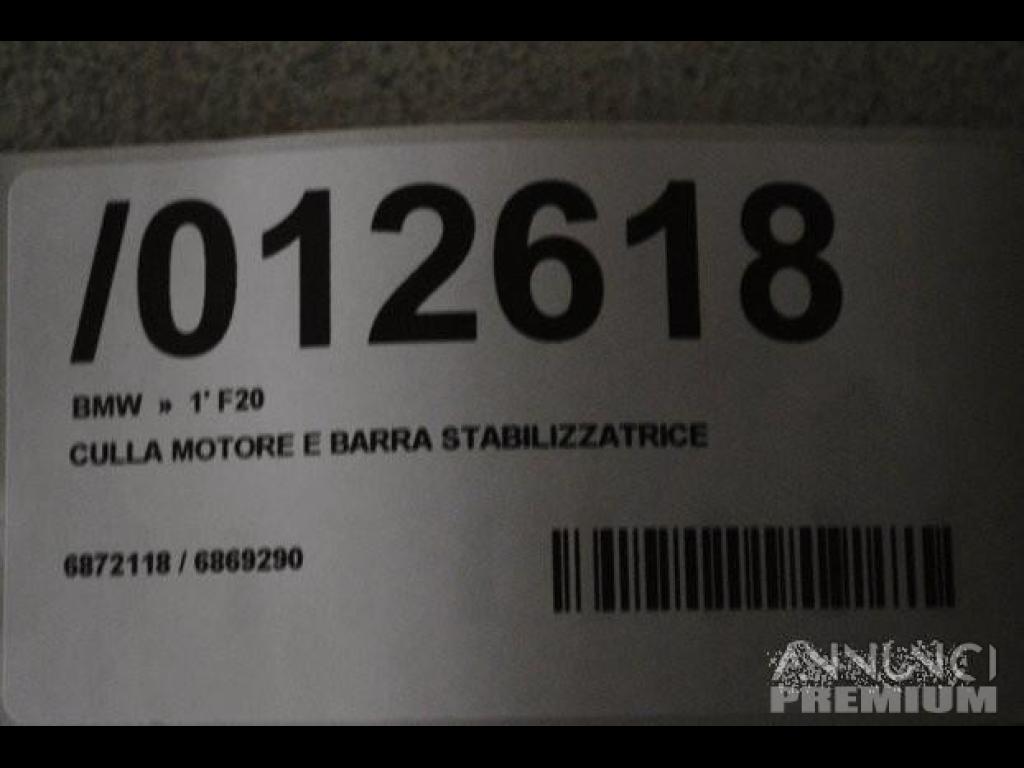 /012618
BMW » 1' F20
CULLA MOTORE E BARRA STABILIZZATRICE
6872118 / 6869290
ANNUNCI
PREMIUM